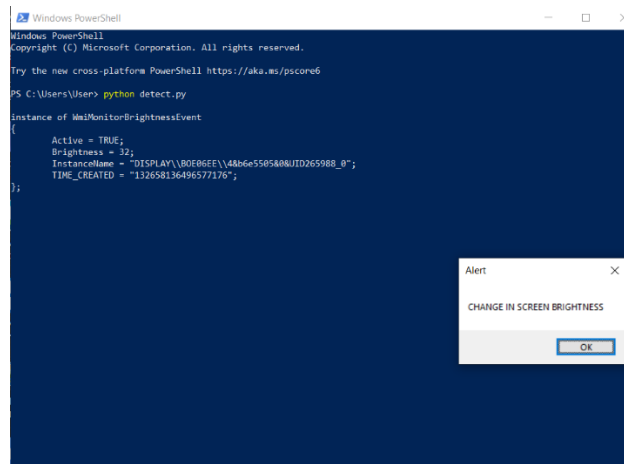 Windows PowerShell
Windows PowerShell
Copyright (C) Microsoft Corporation. All rights reserved.
Try the new cross-platform PowerShell https://aka.ms/pscore6
PS C:\Users\User> python detect.py
instance of WmiMonitorBrightnessEvent
{
Active = TRUE;
Brightness = 32;
InstanceName = "DISPLAY\\BOE06EE\\4&b6e5505&0&UID265988_0";
TIME_CREATED = "132658136496577176";
};
Alert
CHANGE IN SCREEN BRIGHTNESS
OK